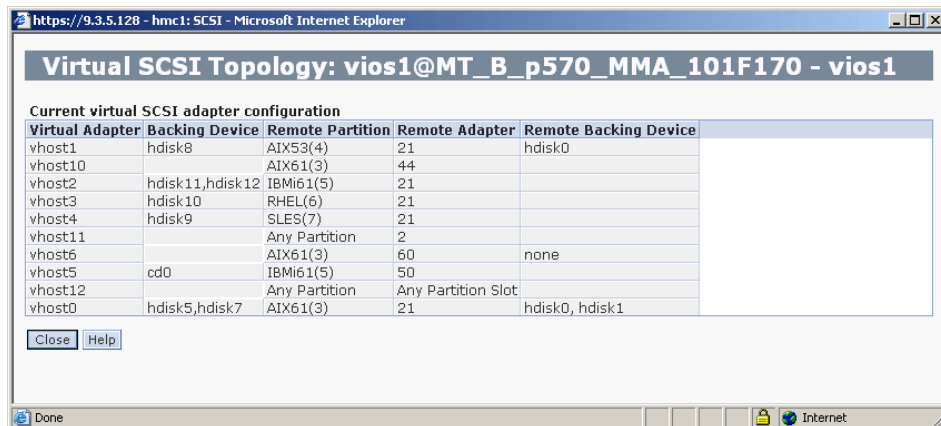 https://9.3.5.128 - hmc1: SCSI - Microsoft Internet Explorer
Virtual SCSI Topology: vios1@MT_B_p570_MMA_101F170 - vios1
Current virtual SCSI adapter configuration
Virtual Adapter Backing Device Remote Partition Remote Adapter Remote Backing Device
vhost1 hdisk8 AIX53(4) 21 hdisk0
vhost10 AIX61(3) 44
vhost2 hdisk11,hdisk12 IBMi61(5) 21
vhost3 hdisk10 RHEL(6) 21
vhost4 hdisk9 SLES(7) 21
vhost11 Any Partition 2
vhost6 AIX61(3) 60 none
vhost5 cd0 IBMi61(5) 50
vhost12 Any Partition Any Partition Slot
vhost0 hdisk5,hdisk7 AIX61(3) 21 hdisk0, hdisk1
Close Help
Done Internet